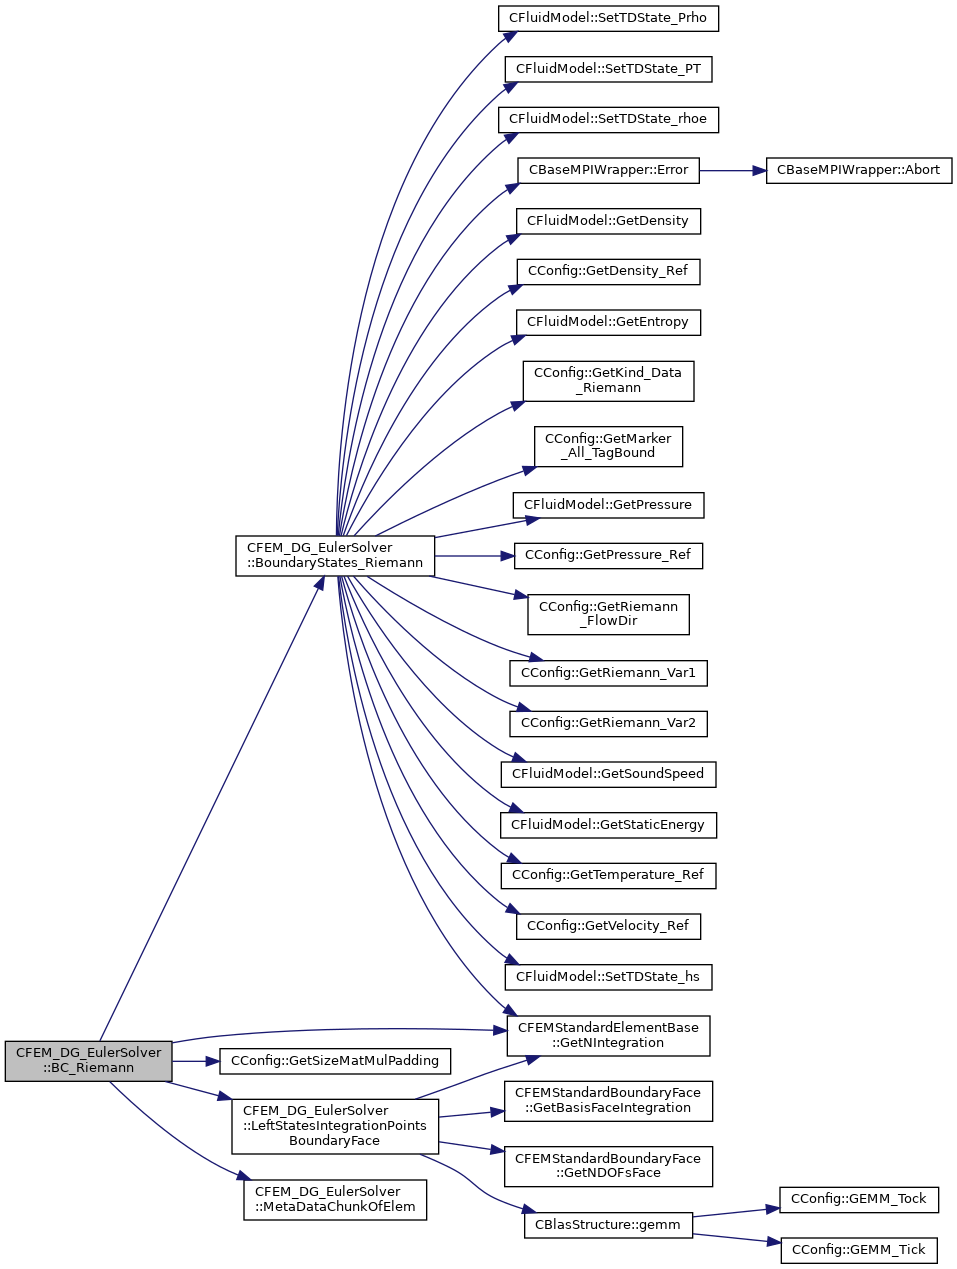 CFluidModel::SetTDState_Prho
CFluidModel::SetTDState_PT
CFluidModel::SetTDState_rhoe
CBaseMPIWrapper::Error
CBaseMPIWrapper::Abort
CFluidModel::GetDensity
CConfig::GetDensity_Ref
CFluidModel::GetEntropy
CConfig::GetKind_Data
_Riemann
CConfig::GetMarker
_All_TagBound
CFluidModel::GetPressure
CFEM_DG_EulerSolver
::BoundaryStates_Riemann
CConfig::GetPressure_Ref
CConfig::GetRiemann
_FlowDir
CConfig::GetRiemann_Var1
CConfig::GetRiemann_Var2
CFluidModel::GetSoundSpeed
CFluidModel::GetStaticEnergy
CConfig::GetTemperature_Ref
CConfig::GetVelocity_Ref
CFluidModel::SetTDState_hs
CFEMStandardElementBase
::GetNIntegration
CFEM_DG_EulerSolver
::BC_Riemann
CConfig::GetSizeMatMulPadding
CFEM_DG_EulerSolver
::LeftStatesIntegrationPoints
BoundaryFace
CFEMStandardBoundaryFace
::GetBasisFaceIntegration
CFEMStandardBoundaryFace
::GetNDOFsFace
CFEM_DG_EulerSolver
::MetaDataChunkOfElem
CBlasStructure::gemm
CConfig::GEMM_Tock
CConfig::GEMM_Tick